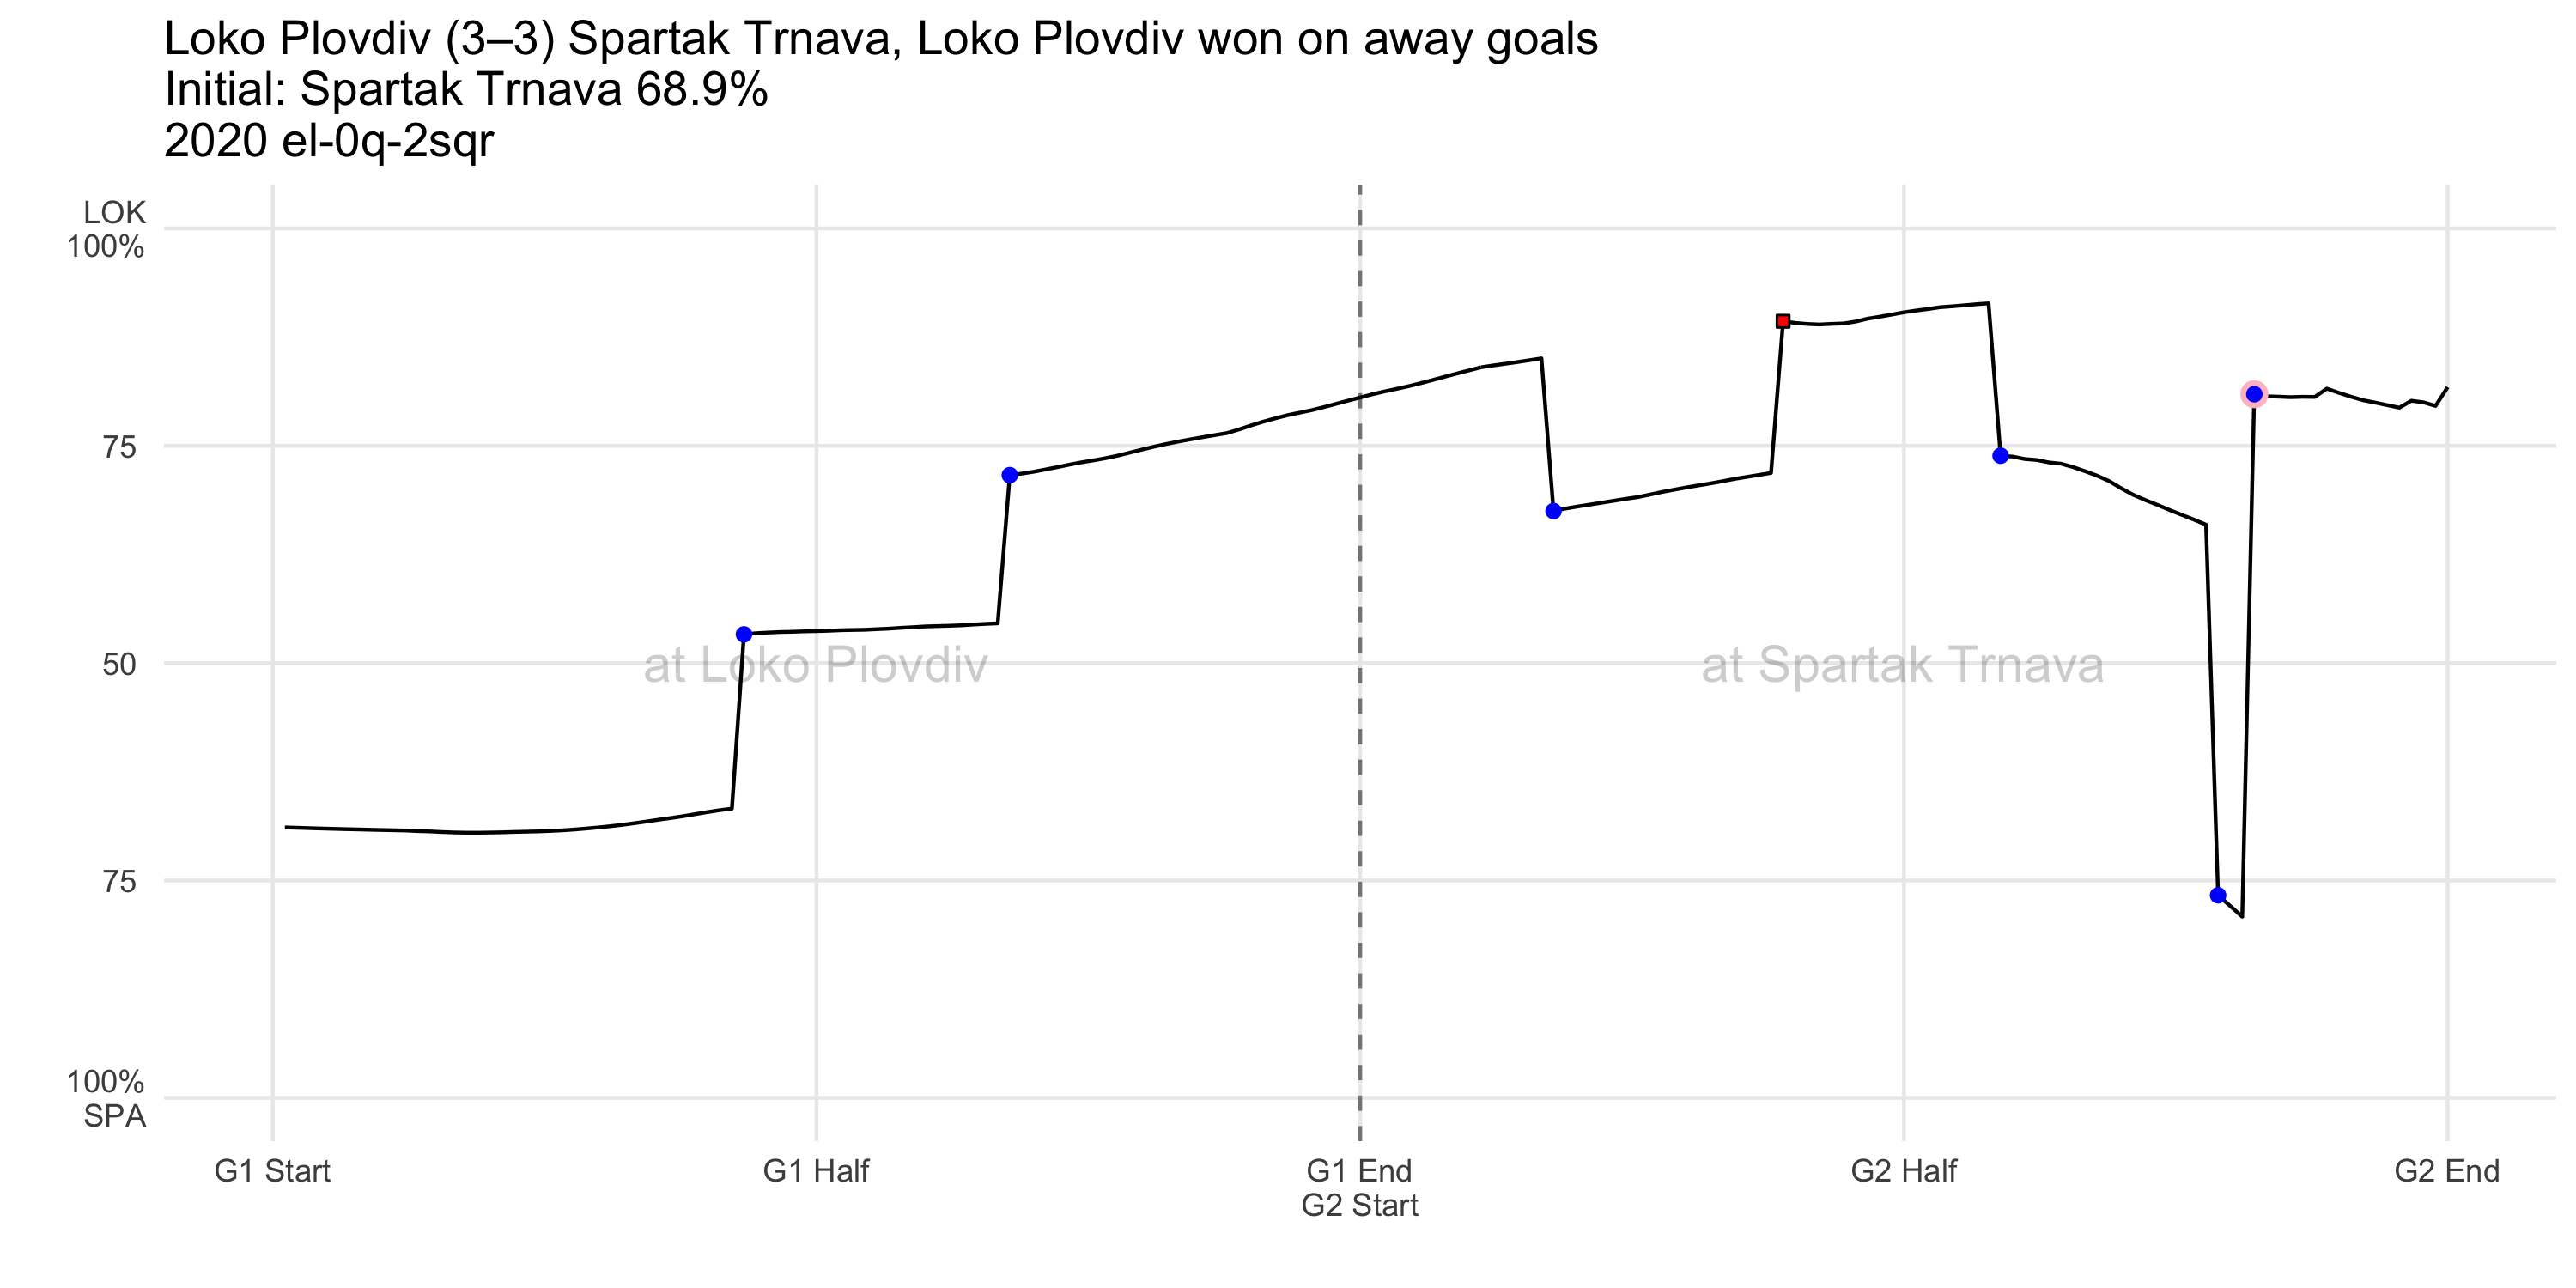 Loko Plovdiv (3–3) Spartak Trnava, Loko Plovdiv won on away goals
Initial: Spartak Trnava 68.9%
2020 el-0q-2sqr
LOK
100%
75
50
at Loko Plovdiv
at Spartak Trnava
75
100%
SPA
G1 Start
G1 Half
G1 End
G2 Start
G2 Half
G2 End